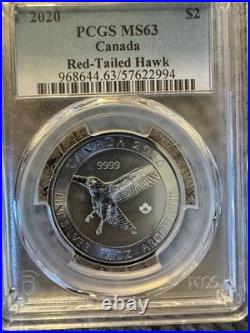 2020 $2
PCGS MS63
Canada
Red-Tailed Hawk
968644.63/57622994
CANADA 2020
9999
FINE SILVER 1/2 OZ ARGENT PUR
PCGS